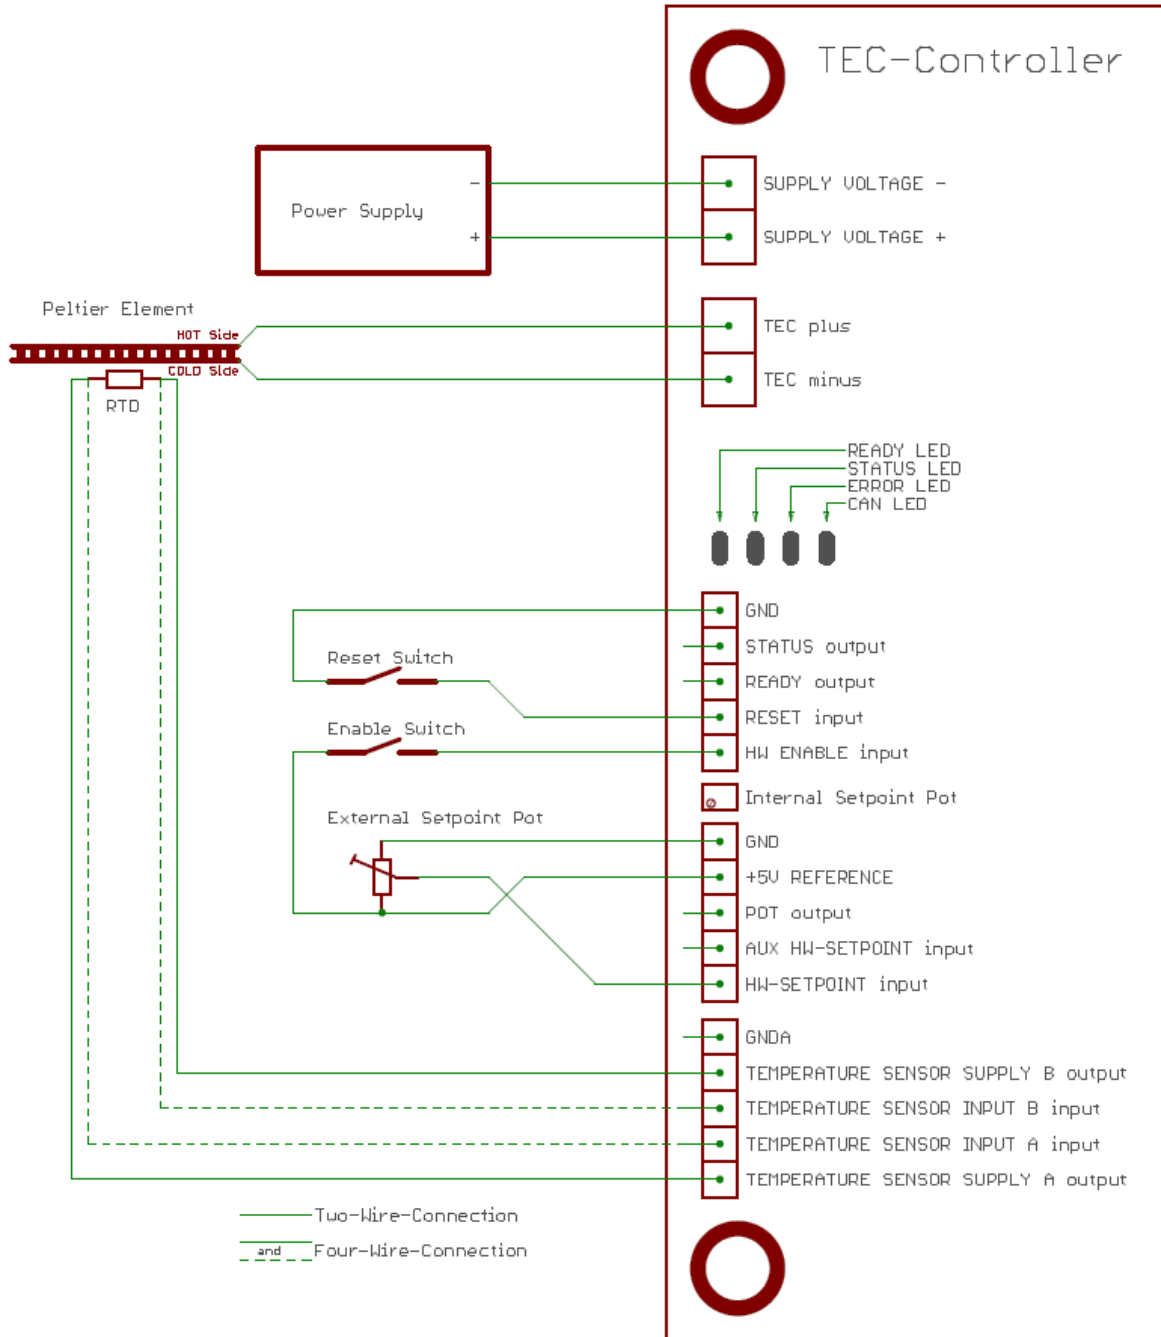 TEC-Controller
SUPPLY VOLTAGE -
-
Power Supply
+
SUPPLY VOLTAGE +
Peltier Element
HOT Side
TEC plus
COLD Side
TEC minus
RTD
READY LED
STATUS LED
ERROR LED
CAN LED
GND
STATUS output
Reset Switch
READY output
RESET input
Enable Switch
HW ENABLE input
Internal Setpoint Pot
External Setpoint Pot
GND
+5V REFERENCE
POT output
AUX HW-SETPOINT input
HW-SETPOINT input
GNDA
TEMPERATURE SENSOR SUPPLY B output
TEMPERATURE SENSOR INPUT B input
TEMPERATURE SENSOR INPUT A input
TEMPERATURE SENSOR SUPPLY A output
Two-Wire-Connection
and Four-Wire-Connection